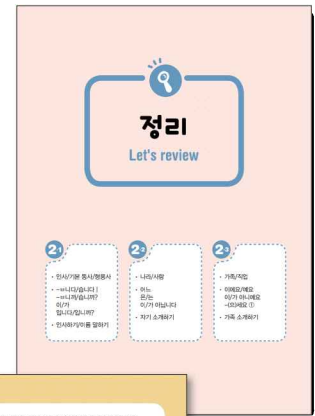 정리
Let's review
2-1
• 인사/기본 동사/형용사
• -ㅂ니다/습니다 |
-ㅂ니까/습니까?
이/가
입니다/입니까?
• 인사하기/이름 말하기
2-2
• 나라/사람
• 어느
은/는
이/가 아닙니다
• 자기 소개하기
2-3
• 가족/직업
• 이에요/예요
이/가 아니에요
-(으)세요 ①
• 가족 소개하기